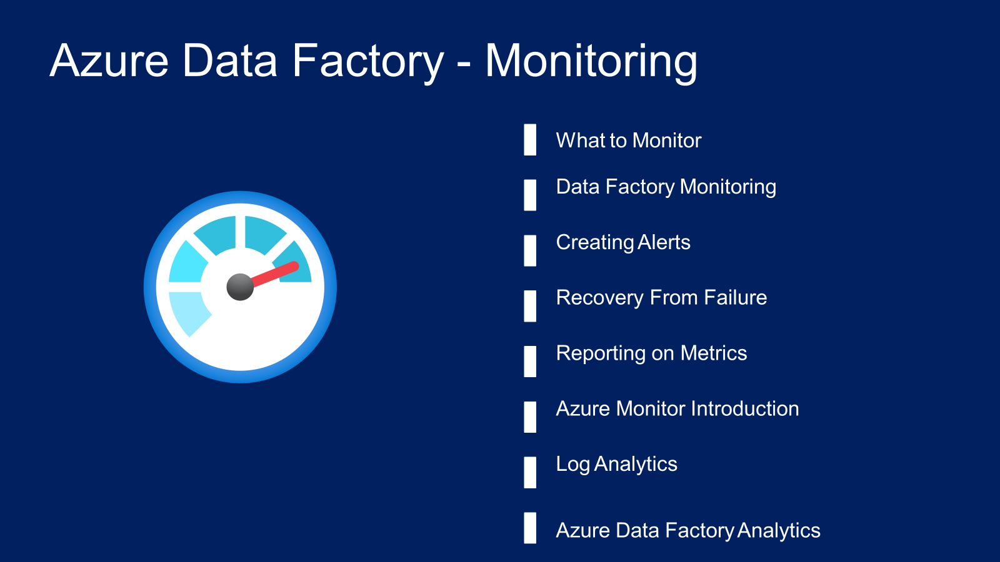 Azure Data Factory - Monitoring
What to Monitor
Data Factory Monitoring
Creating Alerts
Recovery From Failure
Reporting on Metrics
Azure Monitor Introduction
Log Analytics
Azure Data Factory Analytics